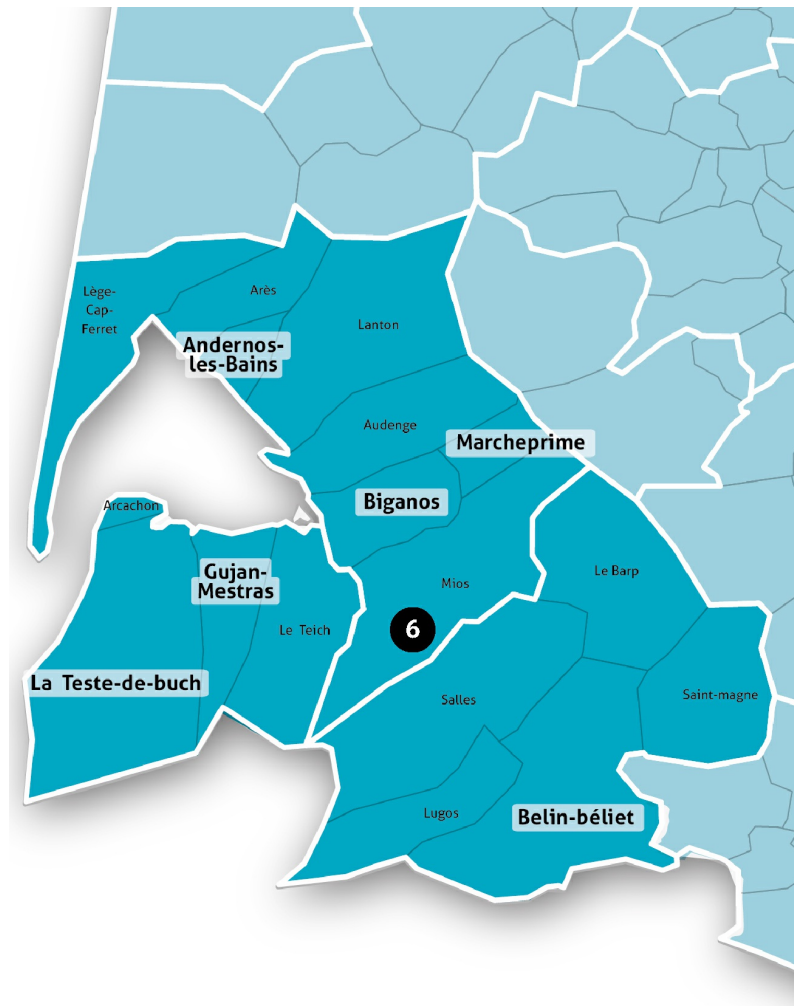 Lège-
Cap-
Ferret
Arès
Lanton
Andernos-
les-Bains
Audenge
Marcheprime
Biganos
Arcachon
Gujan-
Mestras
Le Barp
Mios
6
Le Teich
La Teste-de-buch
Salles
Saint-magne
Lugos
Belin-béliet